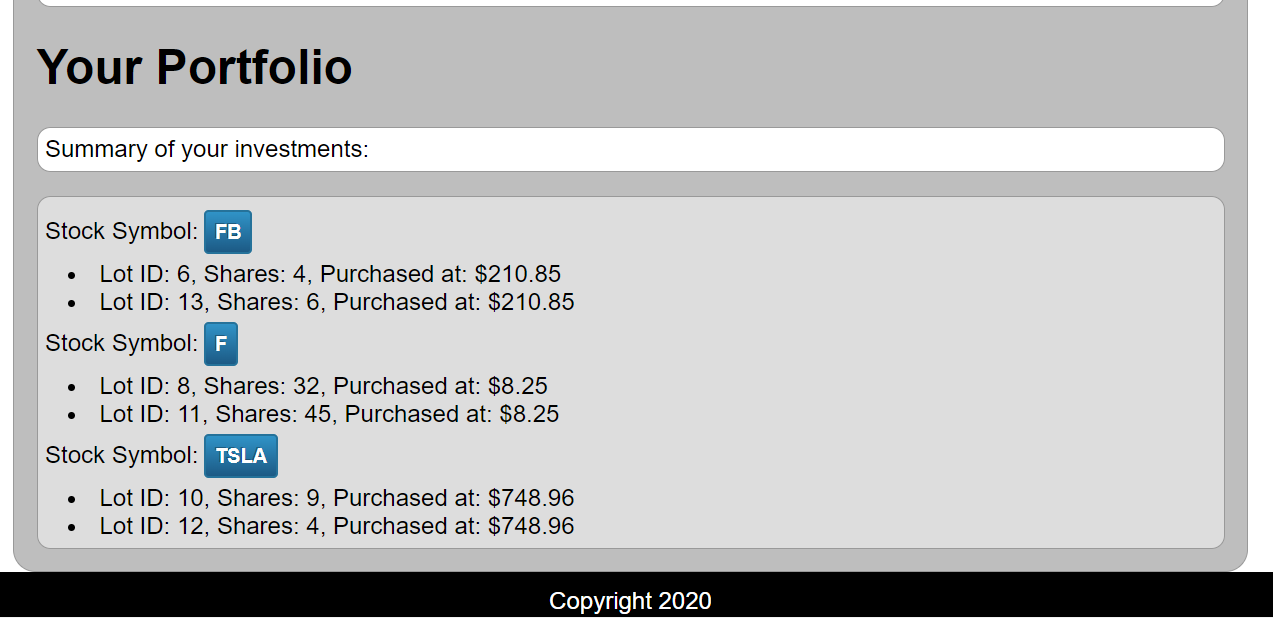 Your Portfolio
Summary of your investments:
Stock Symbol: FB
Lot ID: 6, Shares: 4, Purchased at: $210.85
Lot ID: 13, Shares: 6, Purchased at: $210.85
Stock Symbol: F
Lot ID: 8, Shares: 32, Purchased at: $8.25
Lot ID: 11, Shares: 45, Purchased at: $8.25
Stock Symbol: TSLA
Lot ID: 10, Shares: 9, Purchased at: $748.96
Lot ID: 12, Shares: 4, Purchased at: $748.96
Copyright 2020